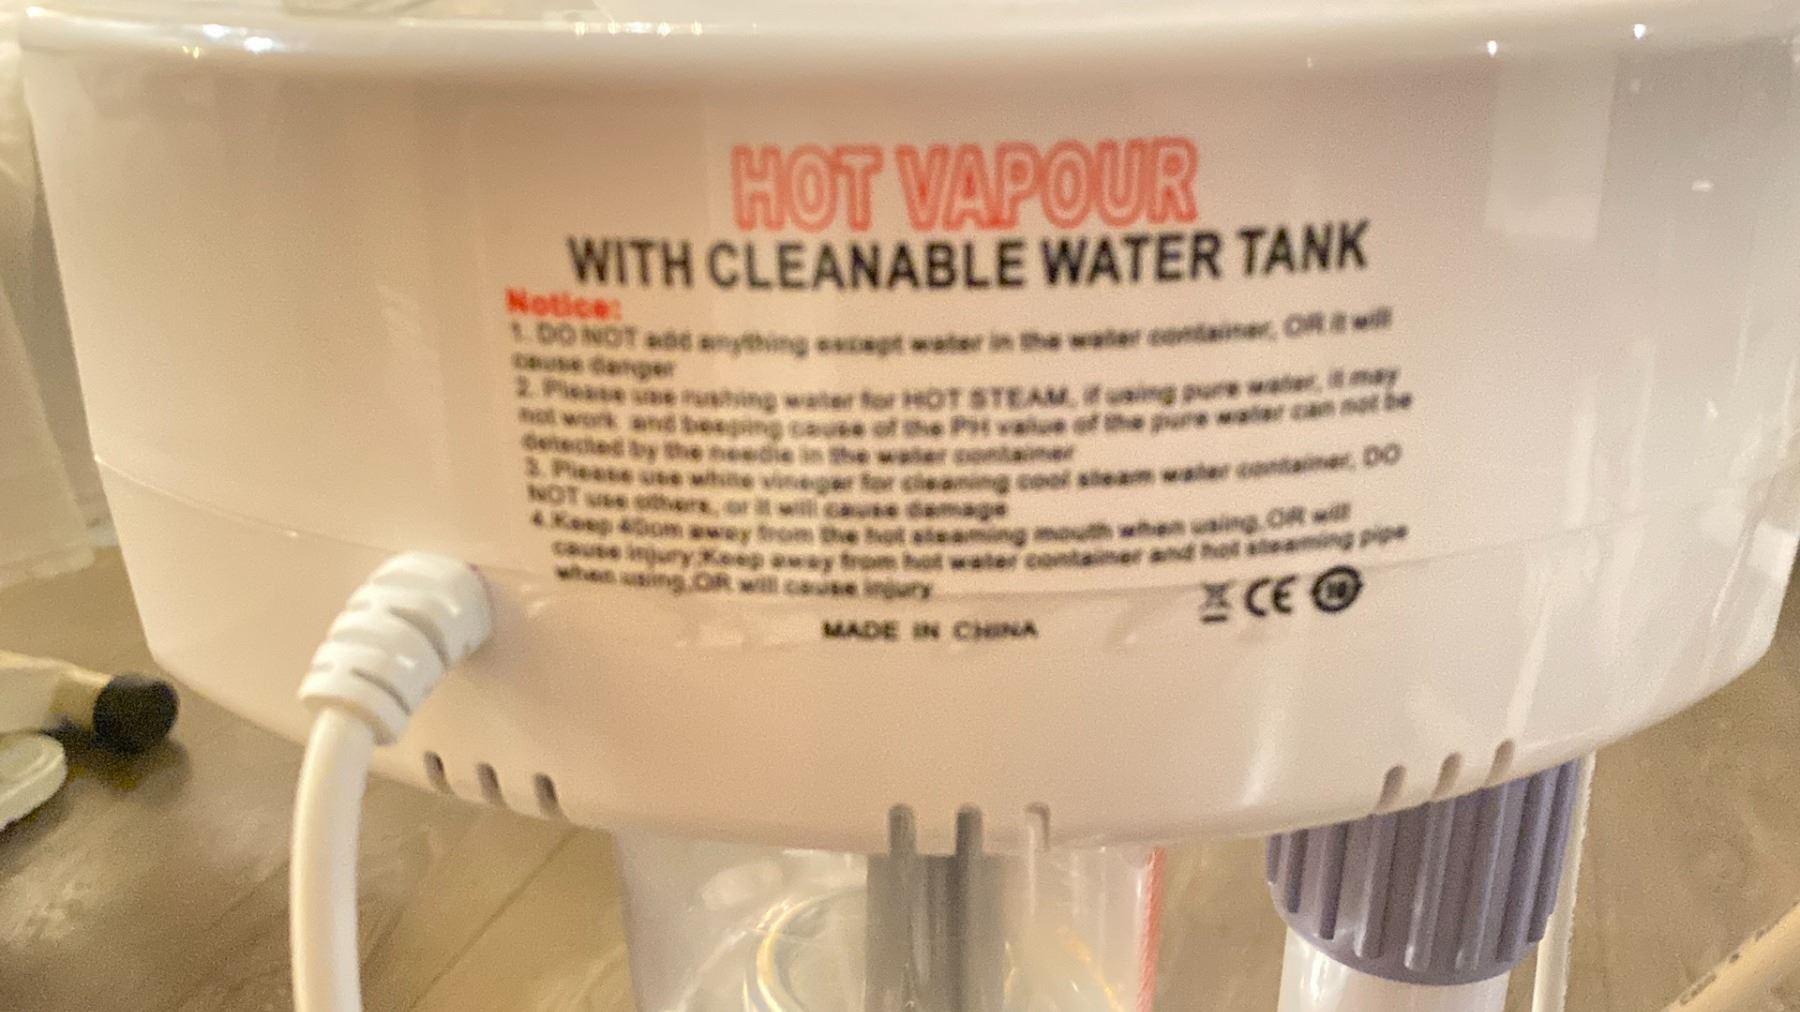 HOT VAPOUR
WITH CLEANABLE WATER TANK
Notice:
1. DO NOT add anything except water in the water container, OR it will
cause danger
2. Please use rushing water for HOT STEAM, if using pure water, it may
not work and beeping cause of the PH value of the pure water can not be
detected by the needle in the water container
3. Please use white vinegar for cleaning cool steam water container, DO
NOT use others, or it will cause damage
4.Keep 40cm away from the hot steaming mouth when using, OR will
cause injury;Keep away from hot water container and hot steaming pipe
when using,OR will cause injury
CE
MADE IN CHINA